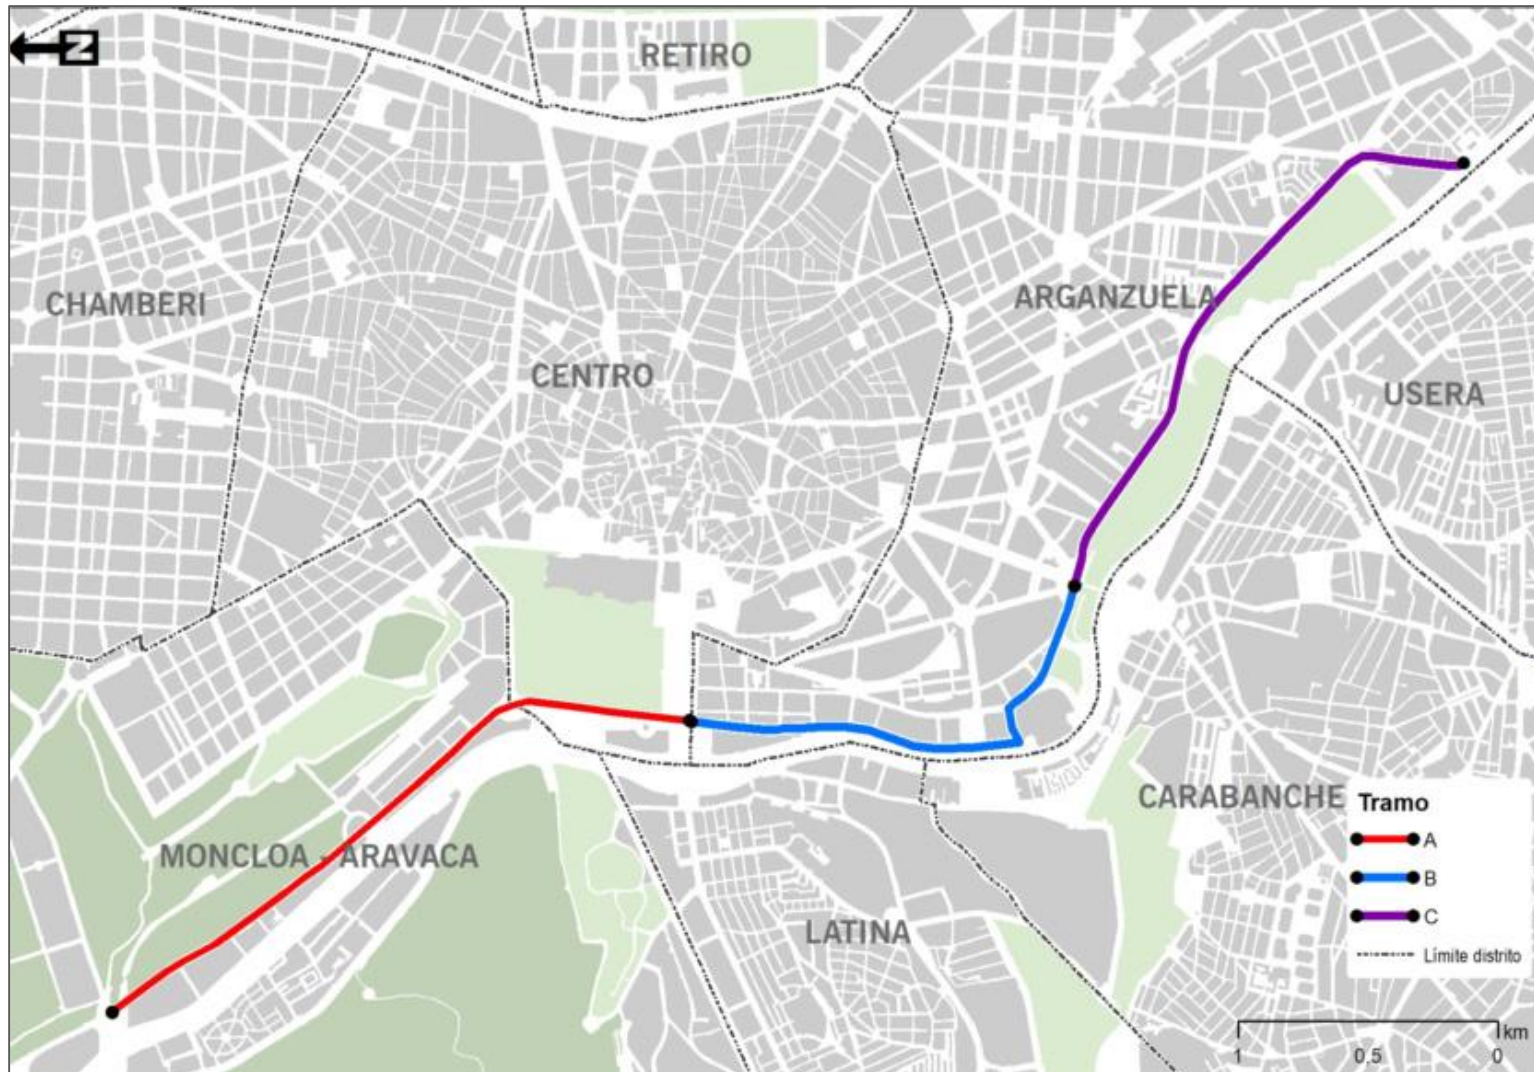 N
RETIRO
CHAMBERI
ARGANZUELA
CENTRO
USERA
MONCLOA - ARAVACA
CARABANCHE
LATINA
Tramo
A
B
C
Límite distrito
km
1 0,5 0